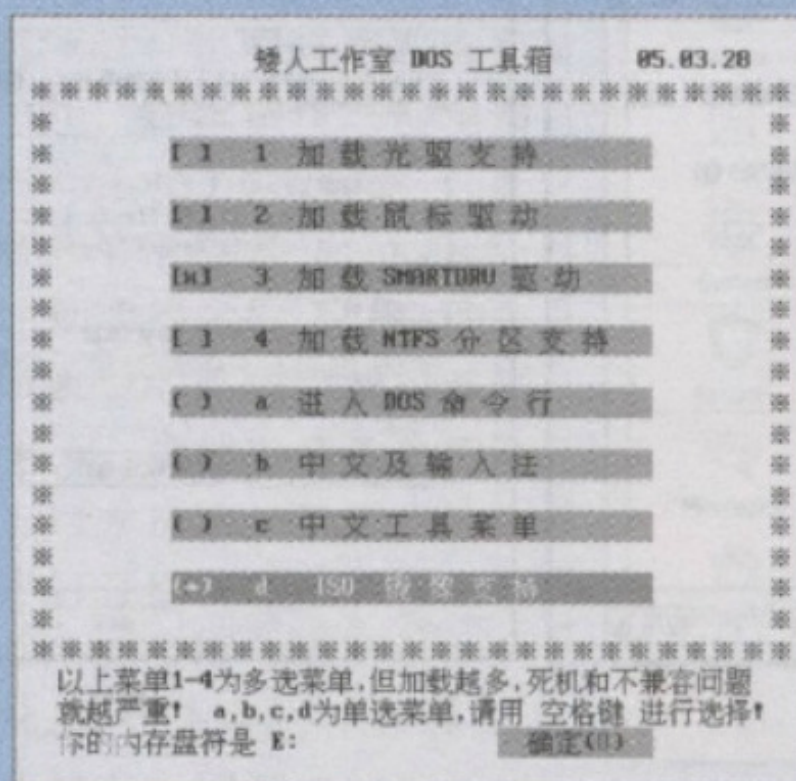 矮人工作室 DOS 工具箱 05.03.28
※※※※※※※※※※※※※※※※※※※※※※※※※※※
[ ] 1 加载光驱支持
[ ] 2 加载鼠标驱动
[x] 3 加载 SMARTDRV 驱动
[ ] 4 加载 NTFS 分区支持
( ) a 进入 DOS 命令行
( ) b 中文及输入法
( ) c 中文工具菜单
(•) d ISO 镜像支持
※※※※※※※※※※※※※※※※※※※※※※※※※※※
以上菜单1-4为多选菜单,但加载越多,死机和不兼容问题
就越严重! a,b,c,d为单选菜单,请用 空格键 进行选择!
你的内存盘符是 E: 确定